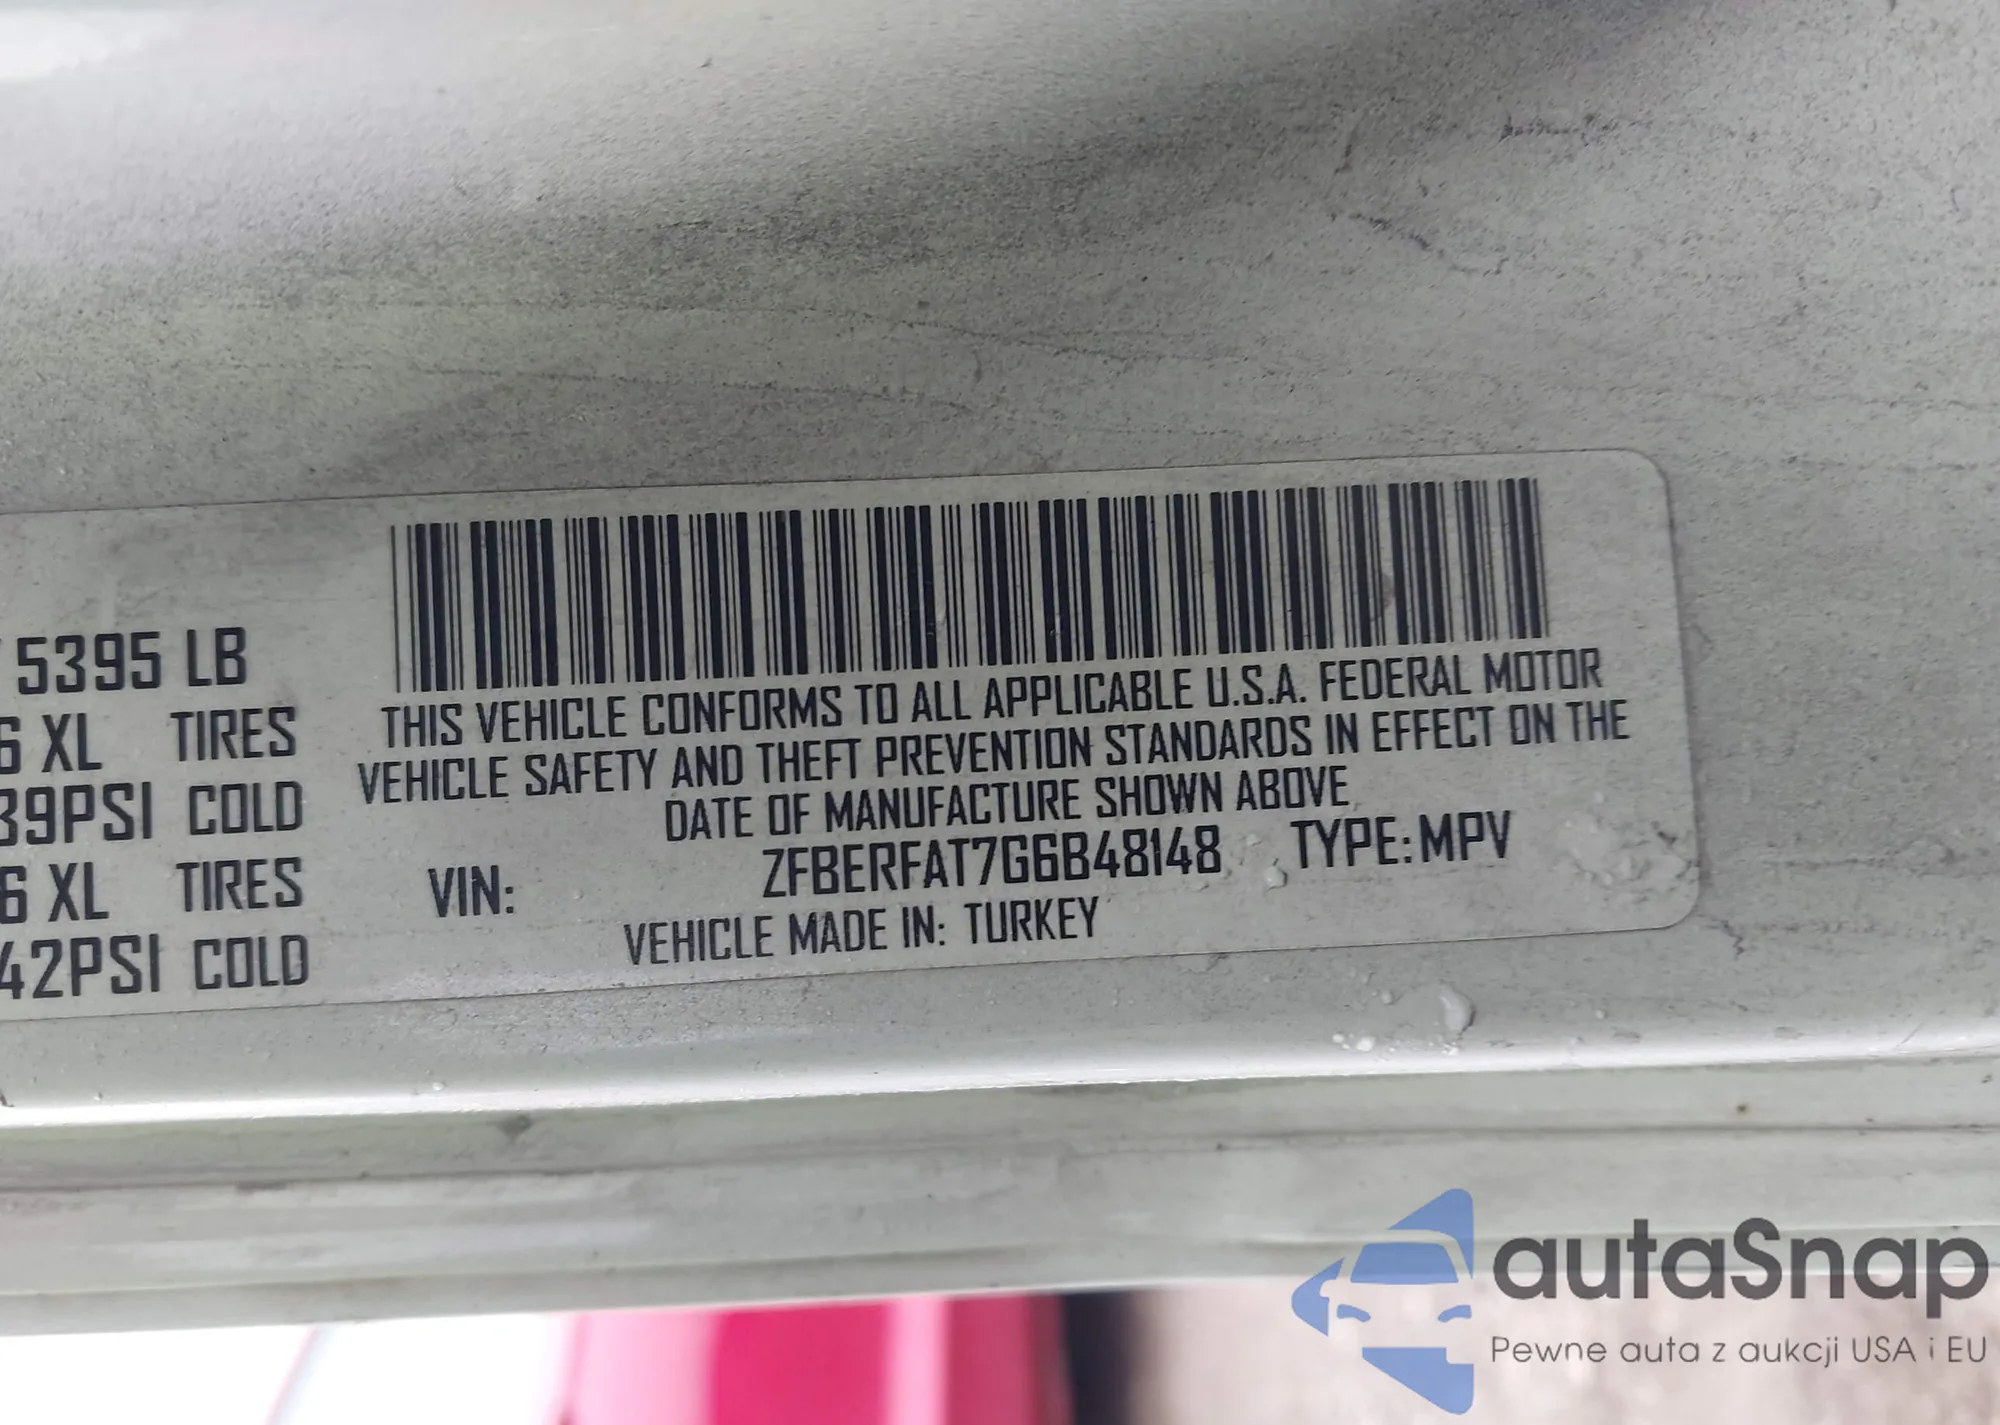 5395 LB
6 XL TIRES
39PSI COLD
6 XL TIRES
42PSI COLD
THIS VEHICLE CONFORMS TO ALL APPLICABLE U.S.A. FEDERAL MOTOR
VEHICLE SAFETY AND THEFT PREVENTION STANDARDS IN EFFECT ON THE
DATE OF MANUFACTURE SHOWN ABOVE
VIN: ZFBERFAT7G6B48148 TYPE: MPV
VEHICLE MADE IN: TURKEY
autaSnap
Pewne auta z aukcji USA i EU